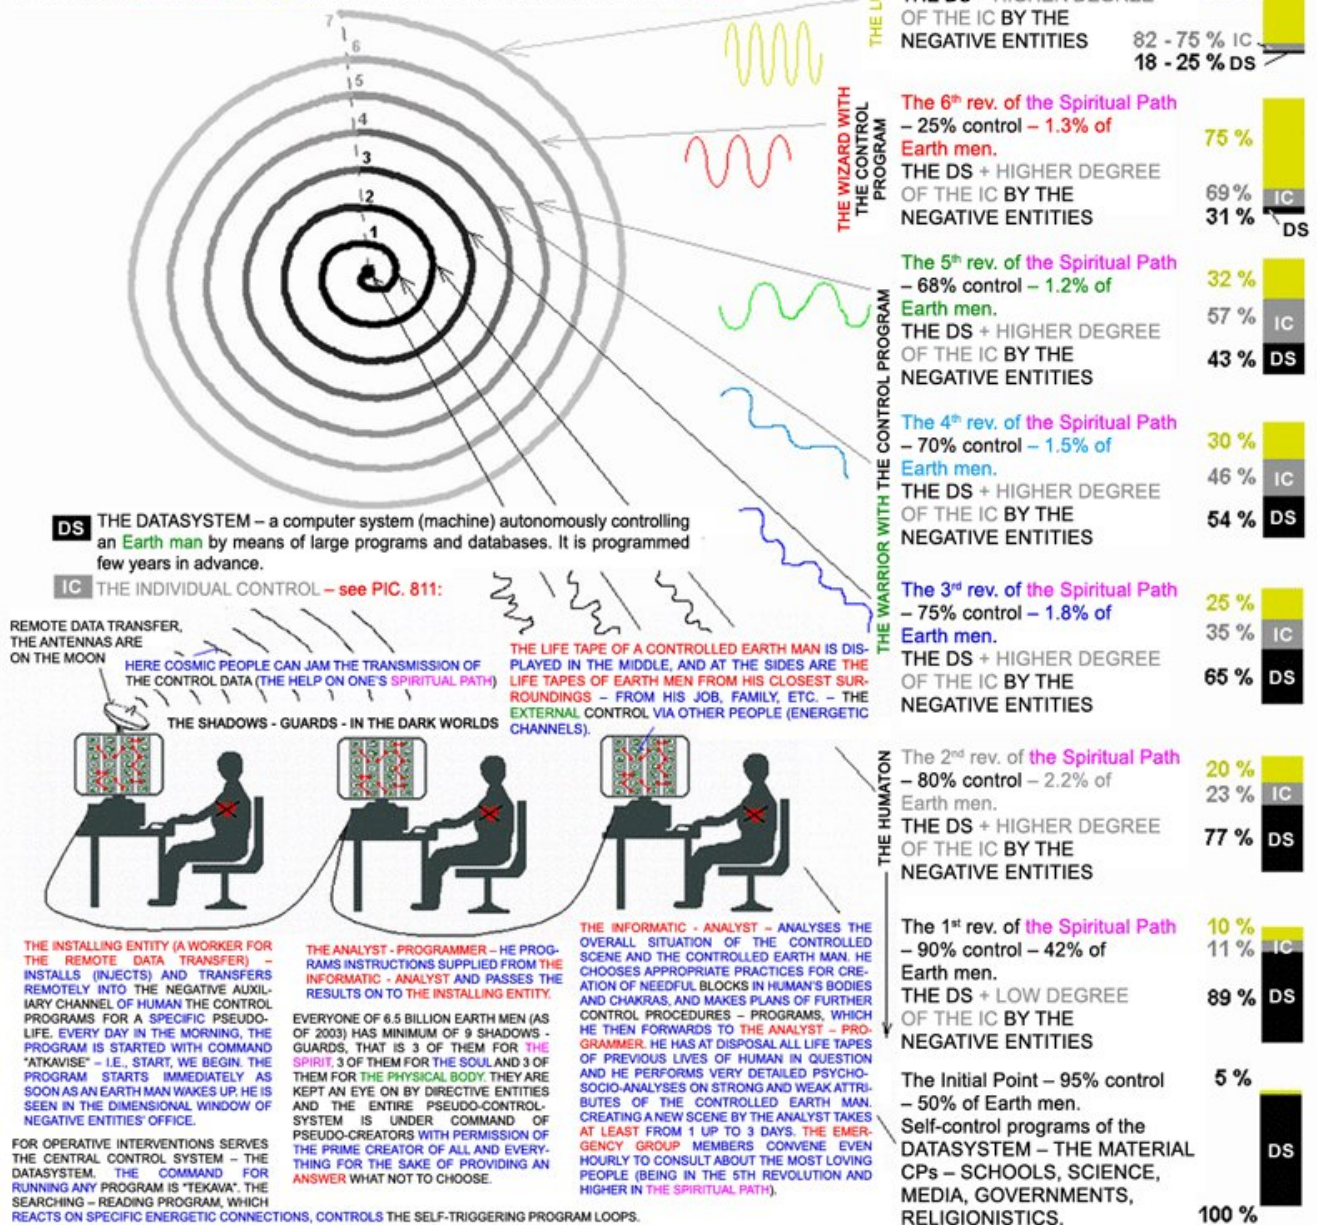 7
6
5
4
3
2
1
OF THE IC BY THE
NEGATIVE ENTITIES
82 - 75 % IC
18 - 25 % DS
THE WIZARD WITH
THE CONTROL
PROGRAM
The 6th rev. of the Spiritual Path
– 25% control – 1.3% of
Earth men.
THE DS + HIGHER DEGREE
OF THE IC BY THE
NEGATIVE ENTITIES
75 %
69 %
31 %
IC
DS
The 5th rev. of the Spiritual Path
– 68% control – 1.2% of
Earth men.
THE DS + HIGHER DEGREE
OF THE IC BY THE
NEGATIVE ENTITIES
32 %
57 %
43 %
IC
DS
THE WARRIOR WITH THE CONTROL PROGRAM
The 4th rev. of the Spiritual Path
– 70% control – 1.5% of
Earth men.
THE DS + HIGHER DEGREE
OF THE IC BY THE
NEGATIVE ENTITIES
30 %
46 %
54 %
IC
DS
The 3rd rev. of the Spiritual Path
– 75% control – 1.8% of
Earth men.
THE DS + HIGHER DEGREE
OF THE IC BY THE
NEGATIVE ENTITIES
25 %
35 %
65 %
IC
DS
THE HUMATON
The 2nd rev. of the Spiritual Path
– 80% control – 2.2% of
Earth men.
THE DS + HIGHER DEGREE
OF THE IC BY THE
NEGATIVE ENTITIES
20 %
23 %
77 %
IC
DS
The 1st rev. of the Spiritual Path
– 90% control – 42% of
Earth men.
THE DS + LOW DEGREE
OF THE IC BY THE
NEGATIVE ENTITIES
10 %
11 %
89 %
IC
DS
The Initial Point – 95% control
– 50% of Earth men.
Self-control programs of the
DATASYSTEM – THE MATERIAL
CPs – SCHOOLS, SCIENCE,
MEDIA, GOVERNMENTS,
RELIGIONISTICS.
5 %
DS
100 %
DS THE DATASYSTEM – a computer system (machine) autonomously controlling
an Earth man by means of large programs and databases. It is programmed
few years in advance.
IC THE INDIVIDUAL CONTROL – see PIC. 811:
REMOTE DATA TRANSFER,
THE ANTENNAS ARE
ON THE MOON
HERE COSMIC PEOPLE CAN JAM THE TRANSMISSION OF
THE CONTROL DATA (THE HELP ON ONE'S SPIRITUAL PATH)
THE SHADOWS - GUARDS - IN THE DARK WORLDS
THE LIFE TAPE OF A CONTROLLED EARTH MAN IS DIS-
PLAYED IN THE MIDDLE, AND AT THE SIDES ARE THE
LIFE TAPES OF EARTH MEN FROM HIS CLOSEST SUR-
ROUNDINGS – FROM HIS JOB, FAMILY, ETC. – THE
EXTERNAL CONTROL VIA OTHER PEOPLE (ENERGETIC
CHANNELS).
THE INSTALLING ENTITY (A WORKER FOR
THE REMOTE DATA TRANSFER) –
INSTALLS (INJECTS) AND TRANSFERS
REMOTELY INTO THE NEGATIVE AUXIL-
IARY CHANNEL OF HUMAN THE CONTROL
PROGRAMS FOR A SPECIFIC PSEUDO-
LIFE. EVERY DAY IN THE MORNING, THE
PROGRAM IS STARTED WITH COMMAND
"ATKAVISE" – I.E., START, WE BEGIN. THE
PROGRAM STARTS IMMEDIATELY AS
SOON AS AN EARTH MAN WAKES UP. HE IS
SEEN IN THE DIMENSIONAL WINDOW OF
NEGATIVE ENTITIES' OFFICE.
FOR OPERATIVE INTERVENTIONS SERVES
THE CENTRAL CONTROL SYSTEM – THE
DATASYSTEM. THE COMMAND FOR
RUNNING ANY PROGRAM IS "TEKAVA". THE
SEARCHING – READING PROGRAM, WHICH
REACTS ON SPECIFIC ENERGETIC CONNECTIONS, CONTROLS THE SELF-TRIGGERING PROGRAM LOOPS.
THE ANALYST - PROGRAMMER – HE PROG-
RAMS INSTRUCTIONS SUPPLIED FROM THE
INFORMATIC - ANALYST AND PASSES THE
RESULTS ON TO THE INSTALLING ENTITY.
EVERYONE OF 6.5 BILLION EARTH MEN (AS
OF 2003) HAS MINIMUM OF 9 SHADOWS -
GUARDS, THAT IS 3 OF THEM FOR THE
SPIRIT, 3 OF THEM FOR THE SOUL AND 3 OF
THEM FOR THE PHYSICAL BODY. THEY ARE
KEPT AN EYE ON BY DIRECTIVE ENTITIES
AND THE ENTIRE PSEUDO-CONTROL-
SYSTEM IS UNDER COMMAND OF
PSEUDO-CREATORS WITH PERMISSION OF
THE PRIME CREATOR OF ALL AND EVERY-
THING FOR THE SAKE OF PROVIDING AN
ANSWER WHAT NOT TO CHOOSE.
THE INFORMATIC - ANALYST – ANALYSES THE
OVERALL SITUATION OF THE CONTROLLED
SCENE AND THE CONTROLLED EARTH MAN. HE
CHOOSES APPROPRIATE PRACTICES FOR CRE-
ATION OF NEEDFUL BLOCKS IN HUMAN'S BODIES
AND CHAKRAS, AND MAKES PLANS OF FURTHER
CONTROL PROCEDURES – PROGRAMS, WHICH
HE THEN FORWARDS TO THE ANALYST – PRO-
GRAMMER. HE HAS AT DISPOSAL ALL LIFE TAPES
OF PREVIOUS LIVES OF HUMAN IN QUESTION
AND HE PERFORMS VERY DETAILED PSYCHO-
SOCIO-ANALYSES ON STRONG AND WEAK ATTRI-
BUTES OF THE CONTROLLED EARTH MAN.
CREATING A NEW SCENE BY THE ANALYST TAKES
AT LEAST FROM 1 UP TO 3 DAYS. THE EMER-
GENCY GROUP MEMBERS CONVENE EVEN
HOURLY TO CONSULT ABOUT THE MOST LOVING
PEOPLE (BEING IN THE 5TH REVOLUTION AND
HIGHER IN THE SPIRITUAL PATH).